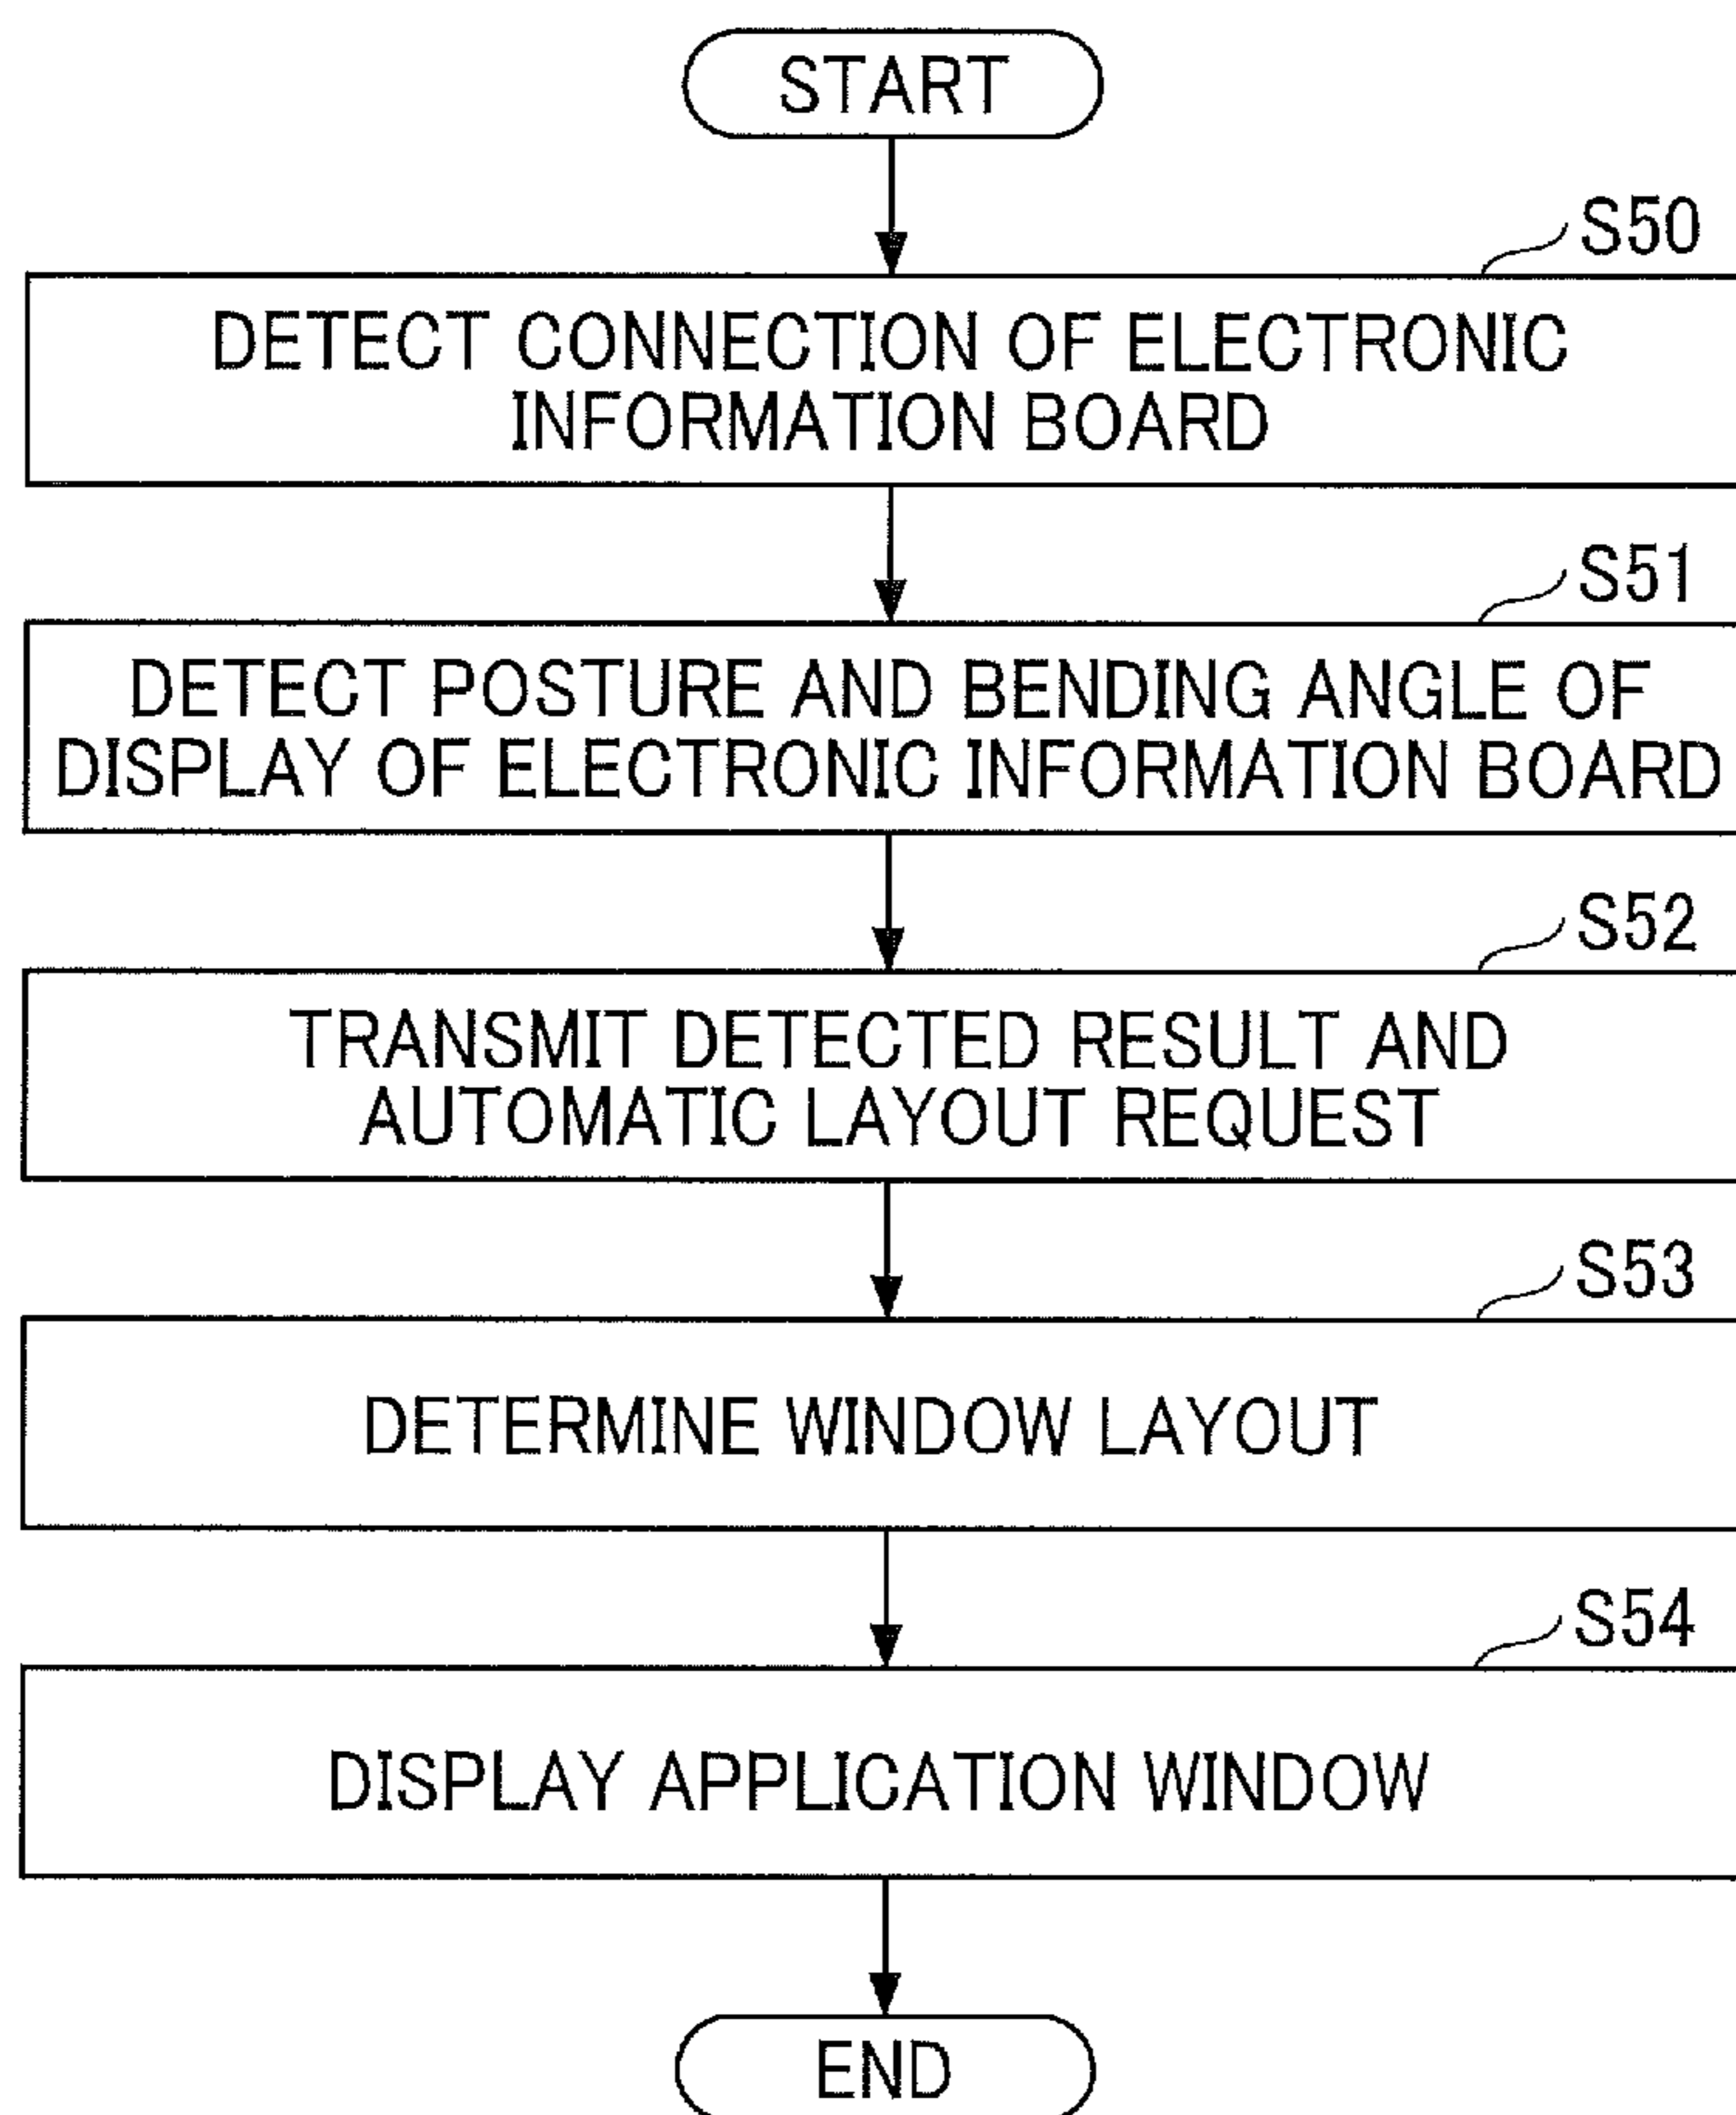 START
S50
DETECT CONNECTION OF ELECTRONIC
INFORMATION BOARD
S51
DETECT POSTURE AND BENDING ANGLE OF
DISPLAY OF ELECTRONIC INFORMATION BOARD
S52
TRANSMIT DETECTED RESULT AND
AUTOMATIC LAYOUT REQUEST
S53
DETERMINE WINDOW LAYOUT
S54
DISPLAY APPLICATION WINDOW
END